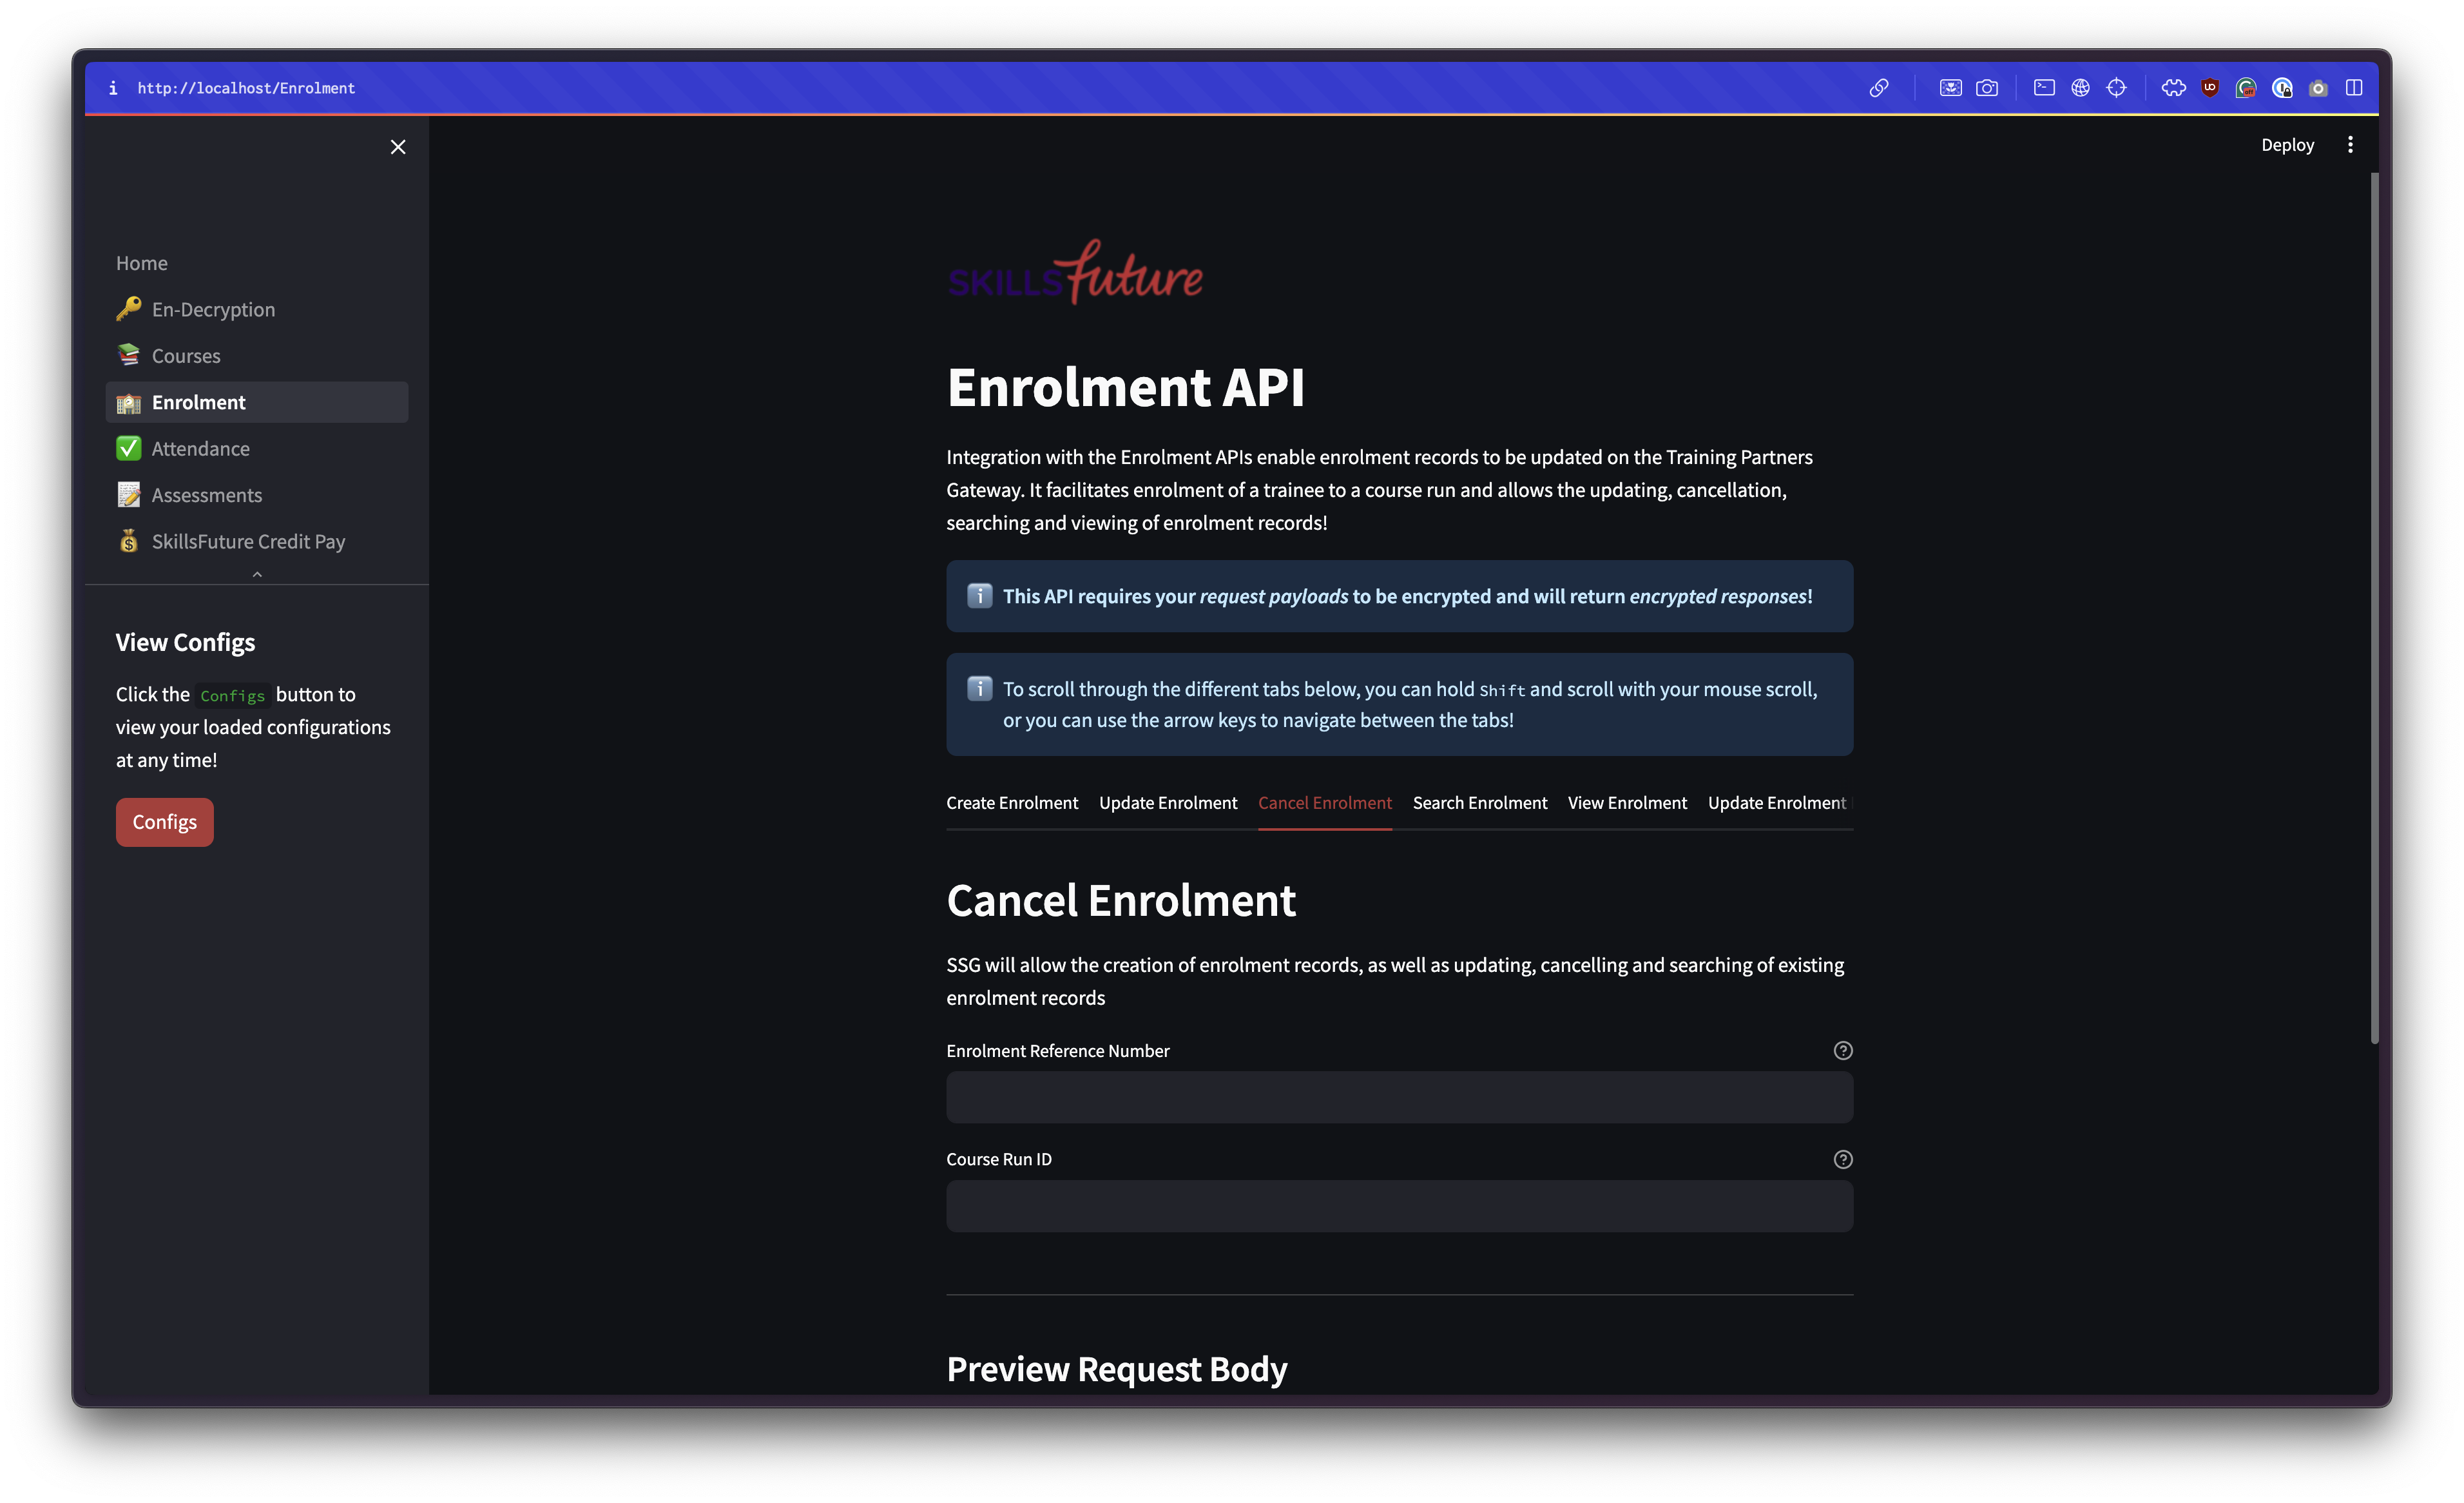 http://localhost/Enrolment
Deploy
Home
En-Decryption
Courses
Enrolment
Attendance
Assessments
SkillsFuture Credit Pay
View Configs
Click the Configs button to
view your loaded configurations
at any time!
Configs
SKILLSfuture
Enrolment API
Integration with the Enrolment APIs enable enrolment records to be updated on the Training Partners
Gateway. It facilitates enrolment of a trainee to a course run and allows the updating, cancellation,
searching and viewing of enrolment records!
This API requires your request payloads to be encrypted and will return encrypted responses!
To scroll through the different tabs below, you can hold Shift and scroll with your mouse scroll,
or you can use the arrow keys to navigate between the tabs!
Create Enrolment Update Enrolment Cancel Enrolment Search Enrolment View Enrolment Update Enrolment
Cancel Enrolment
SSG will allow the creation of enrolment records, as well as updating, cancelling and searching of existing
enrolment records
Enrolment Reference Number
Course Run ID
Preview Request Body